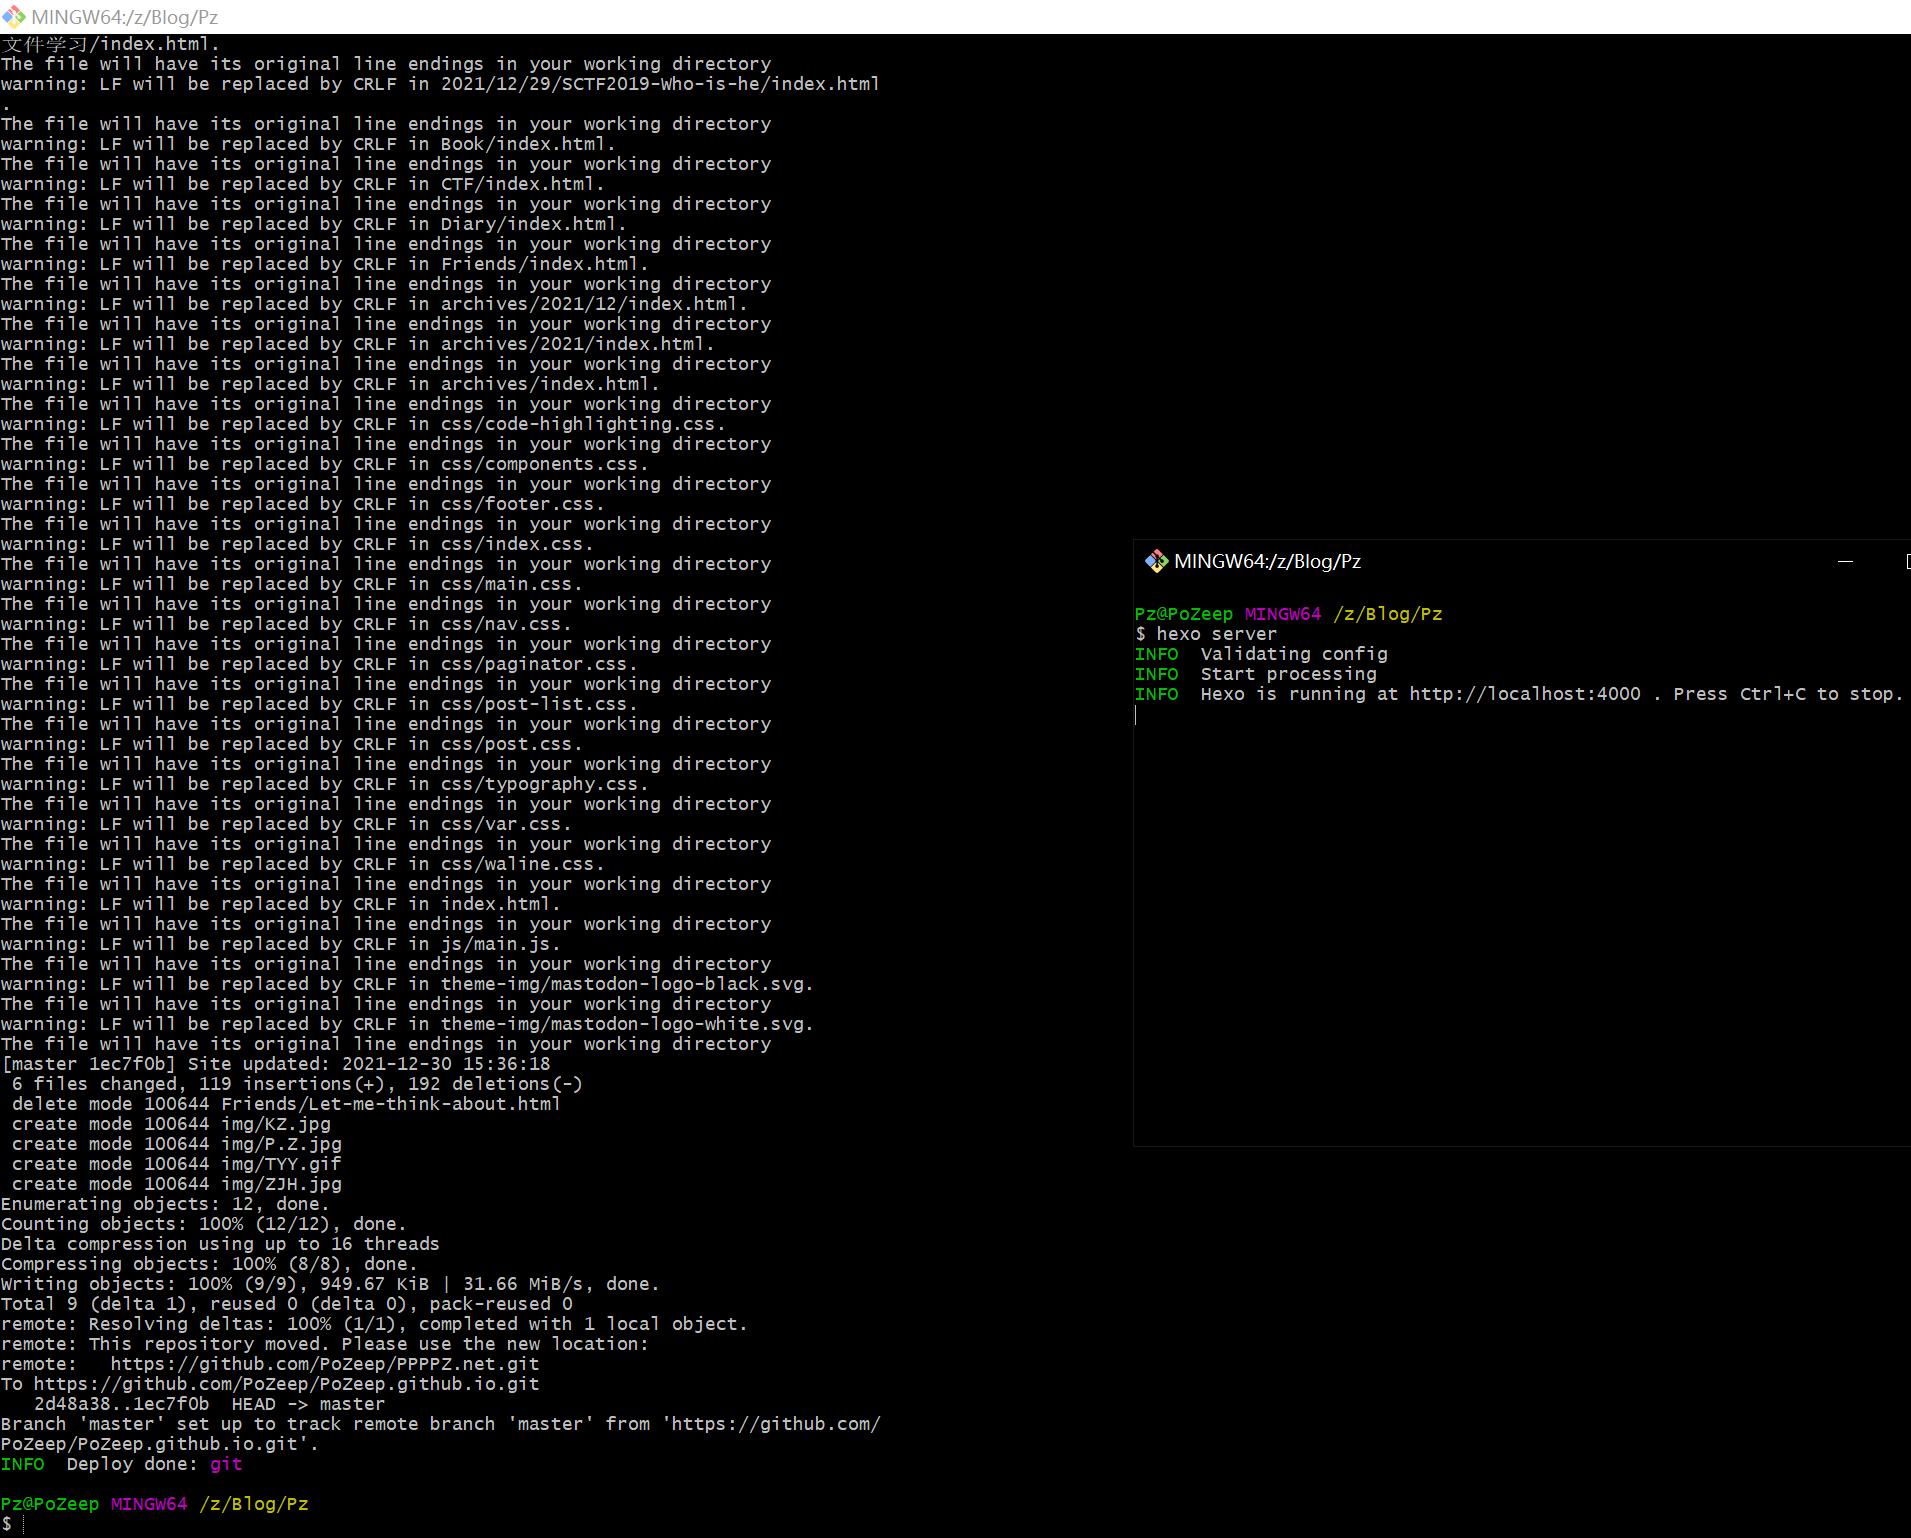 MINGW64:/z/Blog/Pz
文件学习/index.html.
The file will have its original line endings in your working directory
warning: LF will be replaced by CRLF in 2021/12/29/SCTF2019-Who-is-he/index.html
.
The file will have its original line endings in your working directory
warning: LF will be replaced by CRLF in Book/index.html.
The file will have its original line endings in your working directory
warning: LF will be replaced by CRLF in CTF/index.html.
The file will have its original line endings in your working directory
warning: LF will be replaced by CRLF in Diary/index.html.
The file will have its original line endings in your working directory
warning: LF will be replaced by CRLF in Friends/index.html.
The file will have its original line endings in your working directory
warning: LF will be replaced by CRLF in archives/2021/12/index.html.
The file will have its original line endings in your working directory
warning: LF will be replaced by CRLF in archives/2021/index.html.
The file will have its original line endings in your working directory
warning: LF will be replaced by CRLF in archives/index.html.
The file will have its original line endings in your working directory
warning: LF will be replaced by CRLF in css/code-highlighting.css.
The file will have its original line endings in your working directory
warning: LF will be replaced by CRLF in css/components.css.
The file will have its original line endings in your working directory
warning: LF will be replaced by CRLF in css/footer.css.
The file will have its original line endings in your working directory
warning: LF will be replaced by CRLF in css/index.css.
The file will have its original line endings in your working directory
warning: LF will be replaced by CRLF in css/main.css.
The file will have its original line endings in your working directory
warning: LF will be replaced by CRLF in css/nav.css.
The file will have its original line endings in your working directory
warning: LF will be replaced by CRLF in css/paginator.css.
The file will have its original line endings in your working directory
warning: LF will be replaced by CRLF in css/post-list.css.
The file will have its original line endings in your working directory
warning: LF will be replaced by CRLF in css/post.css.
The file will have its original line endings in your working directory
warning: LF will be replaced by CRLF in css/typography.css.
The file will have its original line endings in your working directory
warning: LF will be replaced by CRLF in css/var.css.
The file will have its original line endings in your working directory
warning: LF will be replaced by CRLF in css/waline.css.
The file will have its original line endings in your working directory
warning: LF will be replaced by CRLF in index.html.
The file will have its original line endings in your working directory
warning: LF will be replaced by CRLF in js/main.js.
The file will have its original line endings in your working directory
warning: LF will be replaced by CRLF in theme-img/mastodon-logo-black.svg.
The file will have its original line endings in your working directory
warning: LF will be replaced by CRLF in theme-img/mastodon-logo-white.svg.
The file will have its original line endings in your working directory
[master 1ec7f0b] Site updated: 2021-12-30 15:36:18
6 files changed, 119 insertions(+), 192 deletions(-)
delete mode 100644 Friends/Let-me-think-about.html
create mode 100644 img/KZ.jpg
create mode 100644 img/P.Z.jpg
create mode 100644 img/TYY.gif
create mode 100644 img/ZJH.jpg
Enumerating objects: 12, done.
Counting objects: 100% (12/12), done.
Delta compression using up to 16 threads
Compressing objects: 100% (8/8), done.
Writing objects: 100% (9/9), 949.67 KiB | 31.66 MiB/s, done.
Total 9 (delta 1), reused 0 (delta 0), pack-reused 0
remote: Resolving deltas: 100% (1/1), completed with 1 local object.
remote: This repository moved. Please use the new location:
remote:   https://github.com/PoZeep/PPPPZ.net.git
To https://github.com/PoZeep/PoZeep.github.io.git
2d48a38..1ec7f0b  HEAD -> master
Branch 'master' set up to track remote branch 'master' from 'https://github.com/
PoZeep/PoZeep.github.io.git'.
INFO  Deploy done: git
Pz@PoZeep MINGW64 /z/Blog/Pz
$
MINGW64:/z/Blog/Pz
Pz@PoZeep MINGW64 /z/Blog/Pz
$ hexo server
INFO  Validating config
INFO  Start processing
INFO  Hexo is running at http://localhost:4000 . Press Ctrl+C to stop.